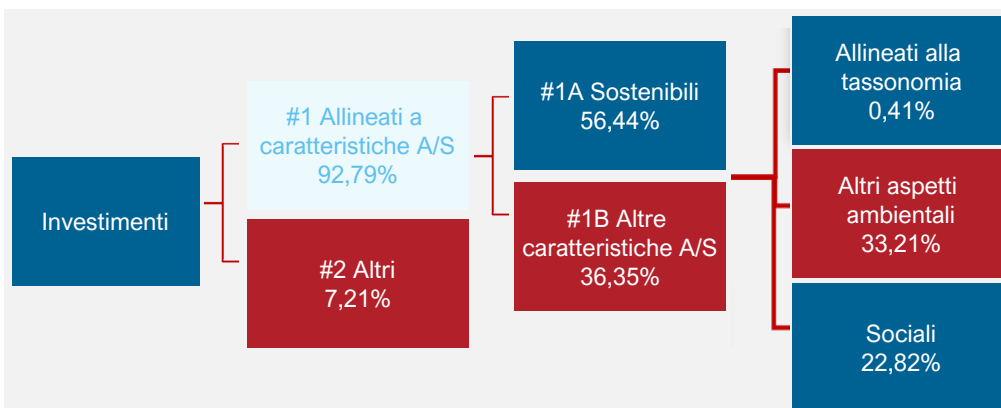 Investimenti
#1 Allineati a
caratteristiche A/S
92,79%
#2 Altri
7,21%
#1A Sostenibili
56,44%
#1B Altre
caratteristiche A/S
36,35%
Allineati alla
tassonomia
0,41%
Altri aspetti
ambientali
33,21%
Sociali
22,82%